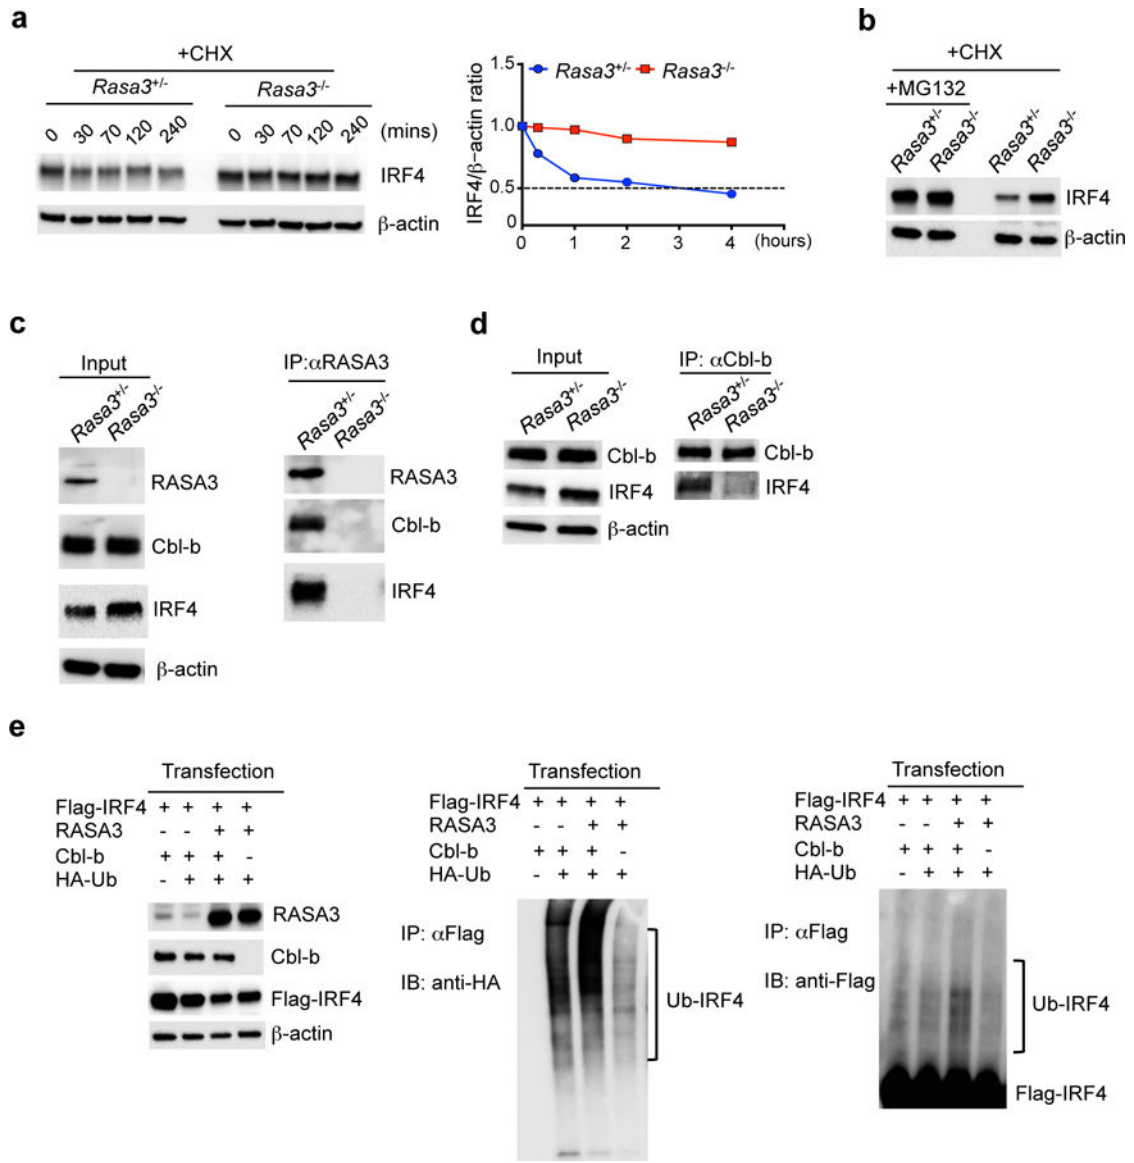 a
+CHX
Rasa3+/- Rasa3-/-
0 30 70 120 240 0 30 70 120 240 (mins)
IRF4
β-actin
IRF4/β−actin ratio
1.5
1.0
0.5
0
Rasa3+/- Rasa3-/-
0 1 2 3 4 (hours)
b
+CHX
+MG132
Rasa3+/- Rasa3-/- Rasa3+/- Rasa3-/-
IRF4
β-actin
c
Input
Rasa3+/- Rasa3-/-
RASA3
Cbl-b
IRF4
β-actin
IP:αRASA3
Rasa3+/- Rasa3-/-
RASA3
Cbl-b
IRF4
d
Input
Rasa3+/- Rasa3-/-
Cbl-b
IRF4
β-actin
IP: αCbl-b
Rasa3+/- Rasa3-/-
Cbl-b
IRF4
e
Transfection
Flag-IRF4 + + + +
RASA3 - - + +
Cbl-b + + + -
HA-Ub - + + +
RASA3
Cbl-b
Flag-IRF4
β-actin
Transfection
Flag-IRF4 + + + +
RASA3 - - + +
Cbl-b + + + -
HA-Ub - + + +
IP: αFlag
IB: anti-HA
Ub-IRF4
Transfection
Flag-IRF4 + + + +
RASA3 - - + +
Cbl-b + + + -
HA-Ub - + + +
IP: αFlag
IB: anti-Flag
Ub-IRF4
Flag-IRF4